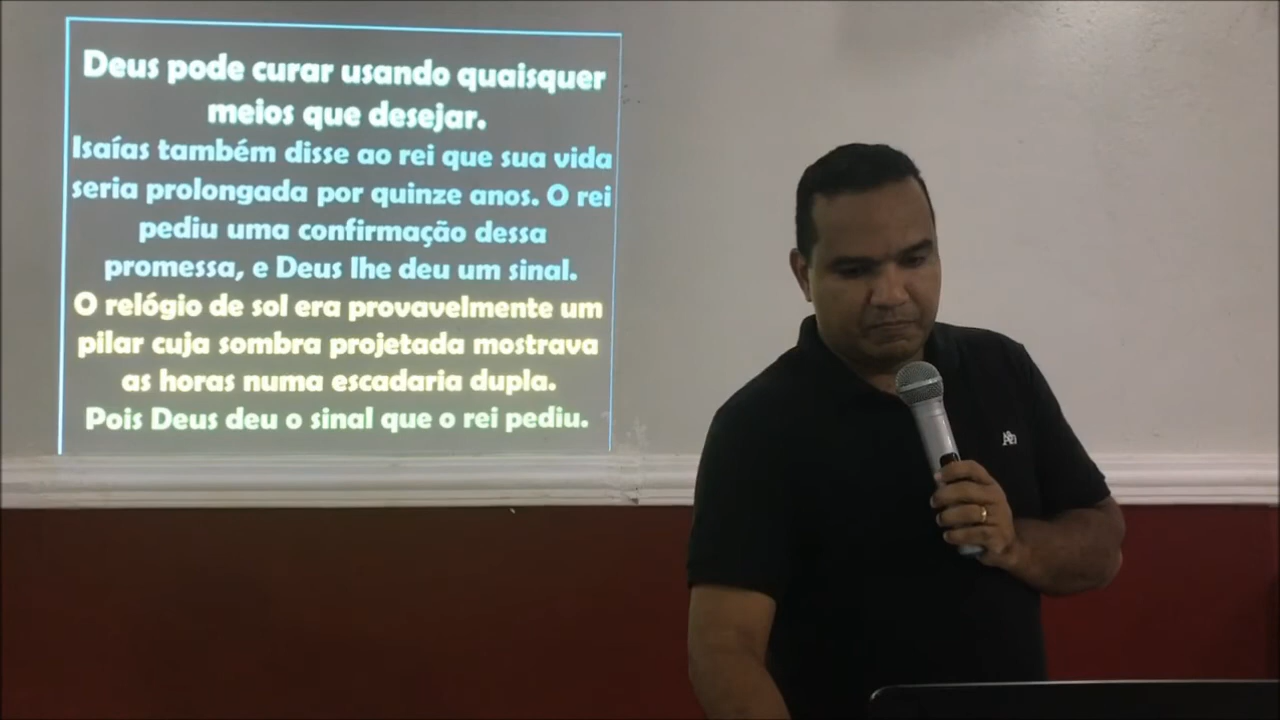 Deus pode curar usando quaisquer
meios que desejar.
Isaías também disse ao rei que sua vida
seria prolongada por quinze anos. O rei
pediu uma confirmação dessa
promessa, e Deus lhe deu um sinal.
O relógio de sol era provavelmente um
pilar cuja sombra projetada mostrava
as horas numa escadaria dupla.
Pois Deus deu o sinal que o rei pediu.